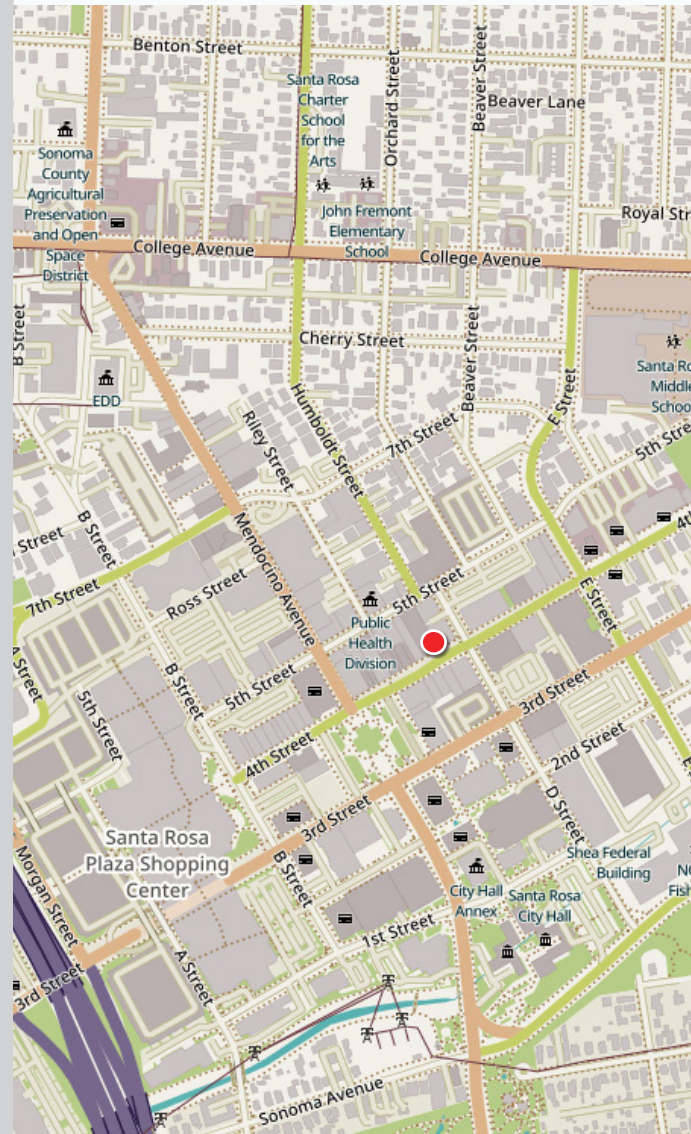 Benton Street
Santa Rosa
Charter
School
for the
Arts
Orchard Street
Beaver Street
Beaver Lane
Sonoma
County
Agricultural
Preservation
and Open
Space
District
John Fremont
Elementary
School
Royal Str
College Avenue
College Avenue
B Street
Cherry Street
Beaver Street
Santa Ro
Middle
Schoo
EDD
E Street
Humboldt Street
Riley Street
7th Street
5th Stre
B Street
Street
Mendocino Avenue
4t
7th Street
Ross Street
5th Street
E Street
Public
Health
Division
A Street
B Street
5th Street
5th Street
3rd Street
4th Street
2nd Street
3rd Street
D Street
Santa Rosa
Plaza Shopping
Center
Morgan Street
B Street
Shea Federal
Building
E
City Hall
Annex
Santa Rosa
City Hall
NO
Fish
1st Street
A Street
3rd Street
Sonoma Avenue